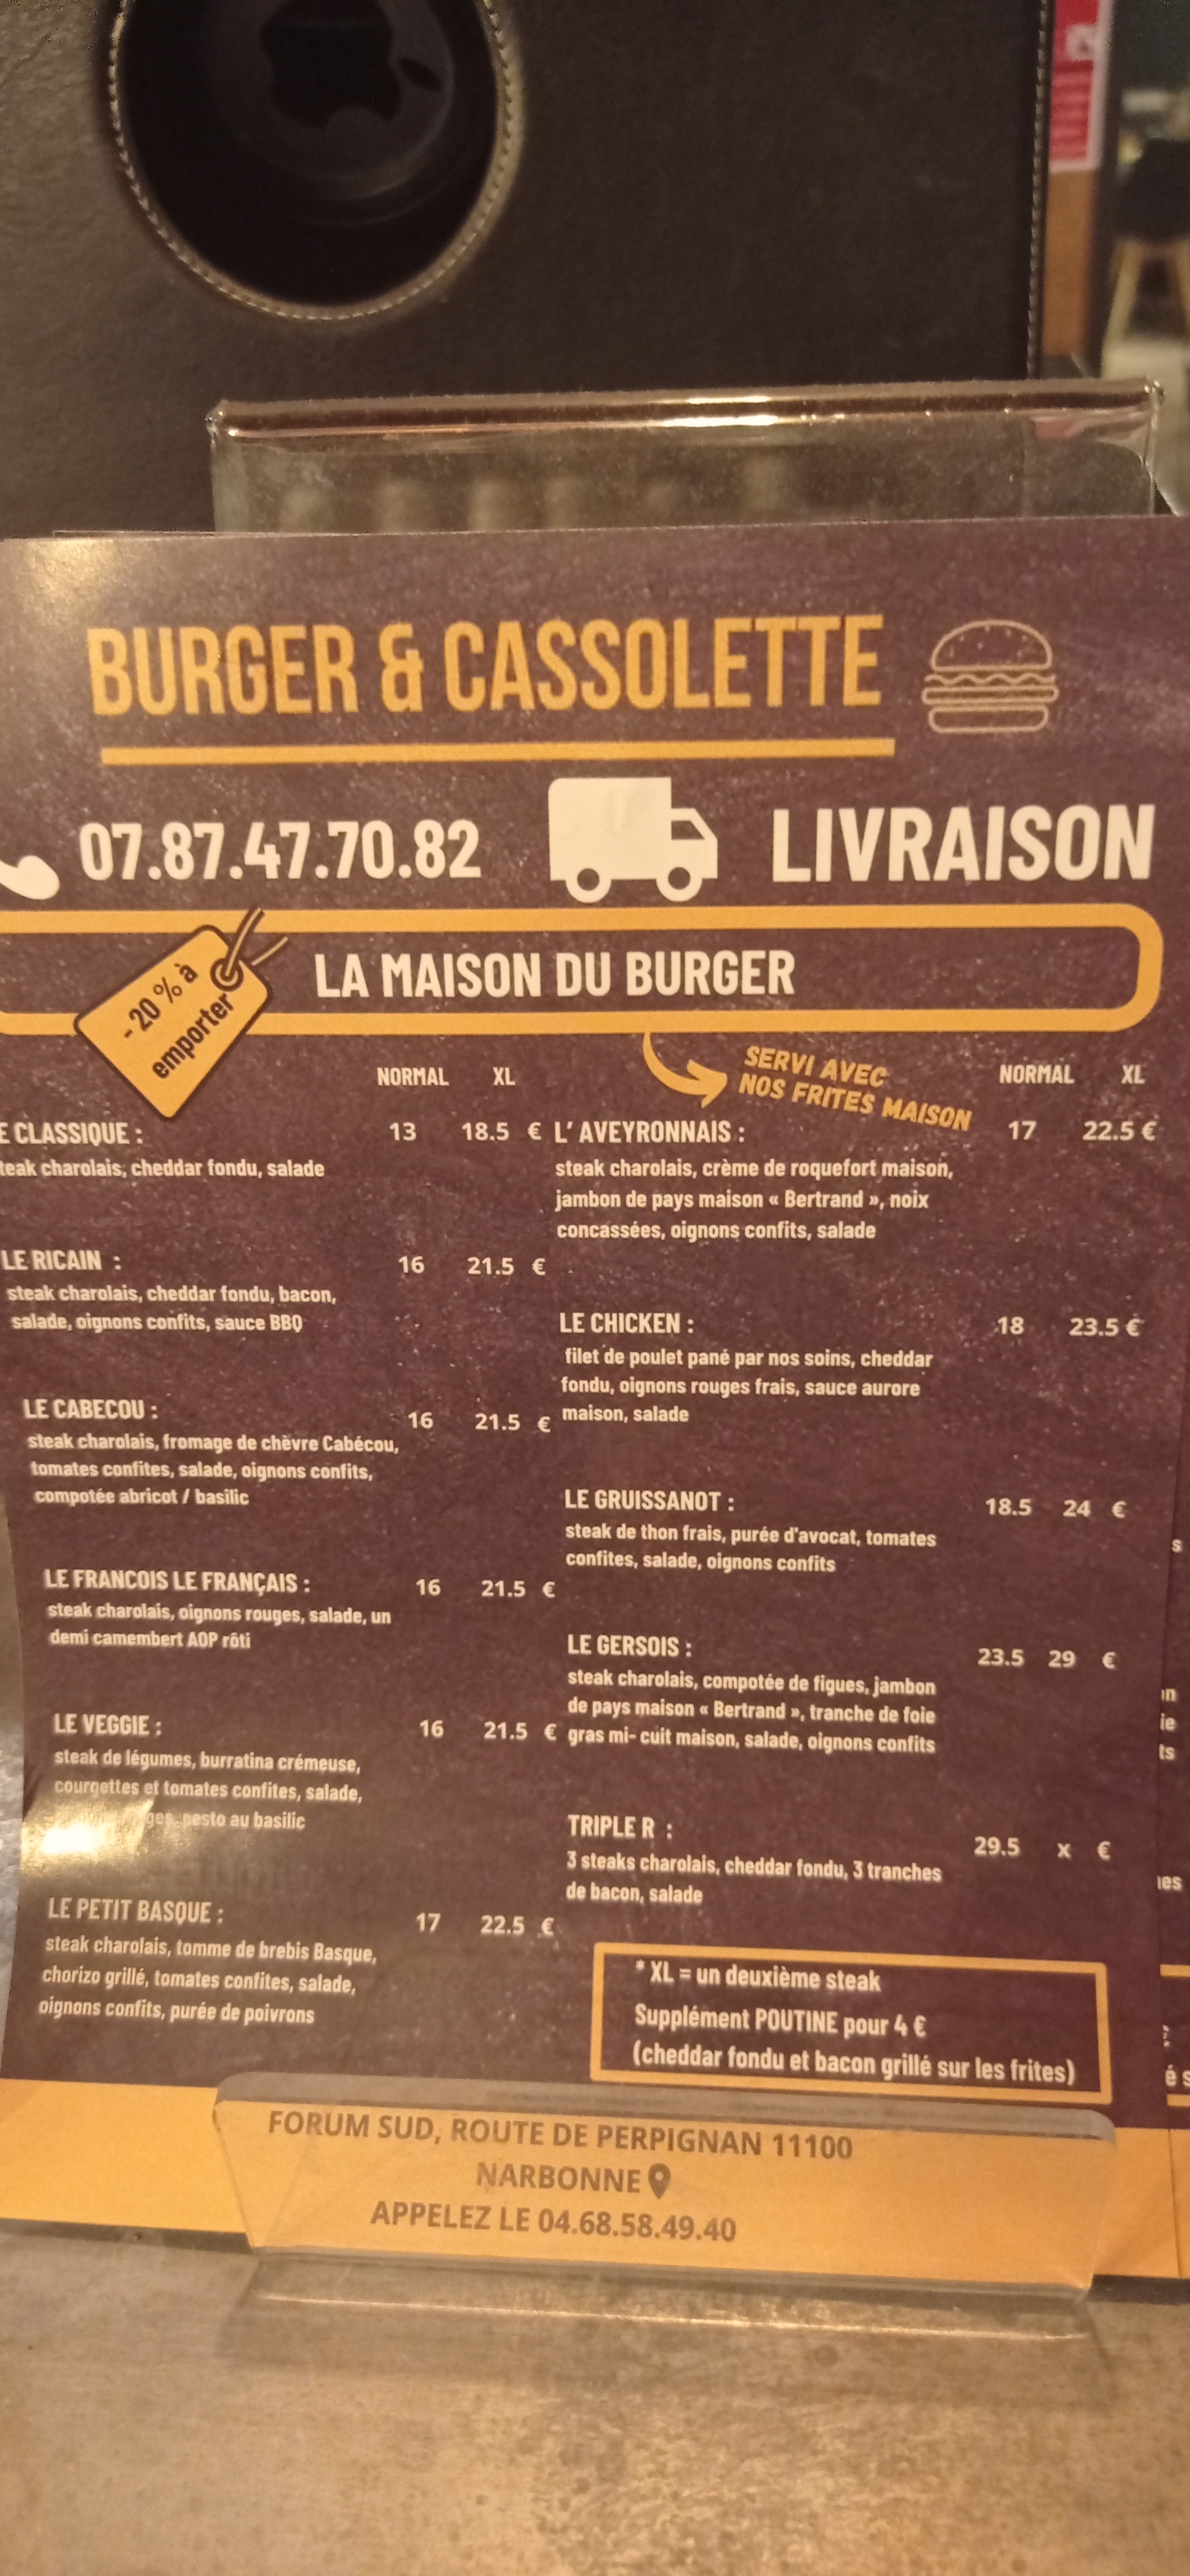 BURGER & CASSOLETTE
07.87.47.70.82
LIVRAISON
- 20 % à
emporter
LA MAISON DU BURGER
SERVI AVEC
NOS FRITES MAISON
NORMAL XL
E CLASSIQUE : 13 18.5 €
teak charolais, cheddar fondu, salade
LE RICAIN : 16 21.5 €
steak charolais, cheddar fondu, bacon,
salade, oignons confits, sauce BBQ
LE CABECOU : 16 21.5 €
steak charolais, fromage de chèvre Cabécou,
tomates confites, salade, oignons confits,
compotée abricot / basilic
LE FRANCOIS LE FRANÇAIS : 16 21.5 €
steak charolais, oignons rouges, salade, un
demi camembert AOP rôti
LE VEGGIE : 16 21.5 €
steak de légumes, burratina crémeuse,
courgettes et tomates confites, salade,
pesto au basilic
LE PETIT BASQUE : 17 22.5 €
steak charolais, tomme de brebis Basque,
chorizo grillé, tomates confites, salade,
oignons confits, purée de poivrons
NORMAL XL
L' AVEYRONNAIS : 17 22.5 €
steak charolais, crème de roquefort maison,
jambon de pays maison « Bertrand », noix
concassées, oignons confits, salade
LE CHICKEN : 18 23.5 €
filet de poulet pané par nos soins, cheddar
fondu, oignons rouges frais, sauce aurore
maison, salade
LE GRUISSANOT : 18.5 24 €
steak de thon frais, purée d'avocat, tomates
confites, salade, oignons confits
LE GERSOIS : 23.5 29 €
steak charolais, compotée de figues, jambon
de pays maison « Bertrand », tranche de foie
gras mi- cuit maison, salade, oignons confits
TRIPLE R : 29.5 x €
3 steaks charolais, cheddar fondu, 3 tranches
de bacon, salade
* XL = un deuxième steak
Supplément POUTINE pour 4 €
(cheddar fondu et bacon grillé sur les frites)
FORUM SUD, ROUTE DE PERPIGNAN 11100
NARBONNE
APPELEZ LE 04.68.58.49.40